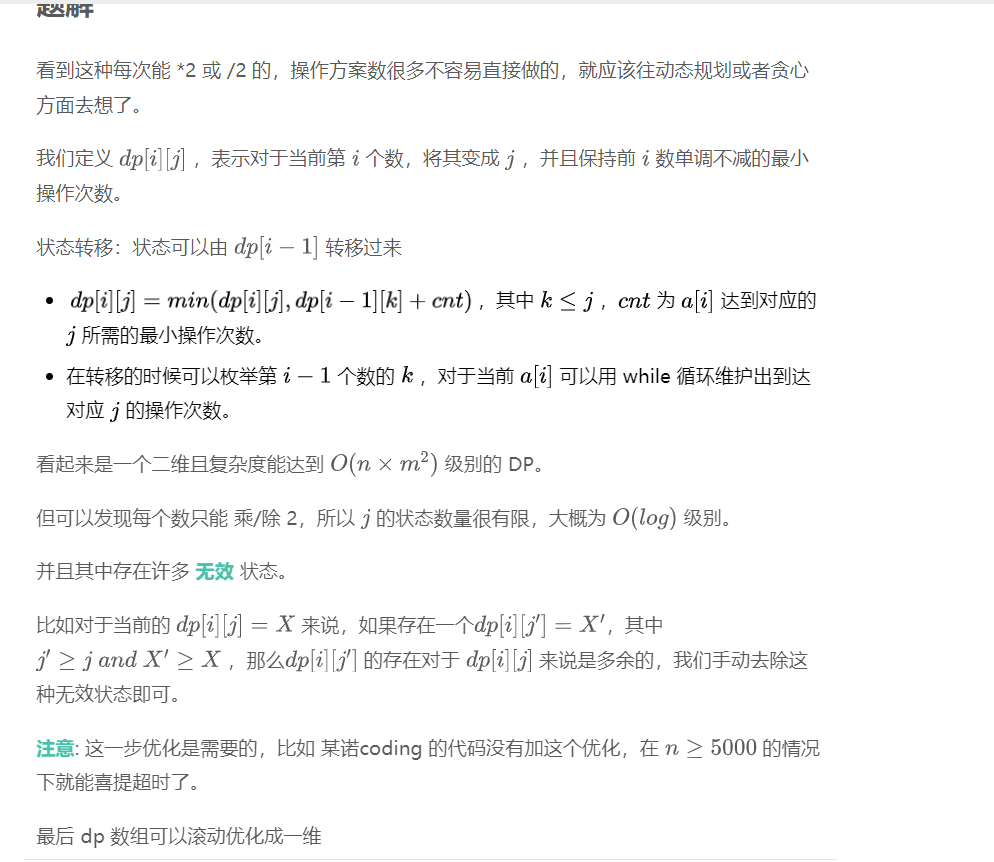 题解
看到这种每次能 *2 或 /2 的，操作方案数很多不容易直接做的，就应该往动态规划或者贪心
方面去想了。
我们定义 dp[i][j] ，表示对于当前第 i 个数，将其变成 j ，并且保持前 i 数单调不减的最小
操作次数。
状态转移：状态可以由 dp[i − 1] 转移过来
• dp[i][j] = min(dp[i][j], dp[i − 1][k] + cnt) ，其中 k ≤ j ，cnt 为 a[i] 达到对应的
j 所需的最小操作次数。
• 在转移的时候可以枚举第 i − 1 个数的 k ，对于当前 a[i] 可以用 while 循环维护出到达
对应 j 的操作次数。
看起来是一个二维且复杂度能达到 O(n × m²) 级别的 DP。
但可以发现每个数只能 乘/除 2，所以 j 的状态数量很有限，大概为 O(log) 级别。
并且其中存在许多 无效 状态。
比如对于当前的 dp[i][j] = X 来说，如果存在一个dp[i][j′] = X′，其中
j′ ≥ j and X′ ≥ X ，那么dp[i][j′] 的存在对于 dp[i][j] 来说是多余的，我们手动去除这
种无效状态即可。
注意: 这一步优化是需要的，比如 某诺coding 的代码没有加这个优化，在 n ≥ 5000 的情况
下就能喜提超时了。
最后 dp 数组可以滚动优化成一维